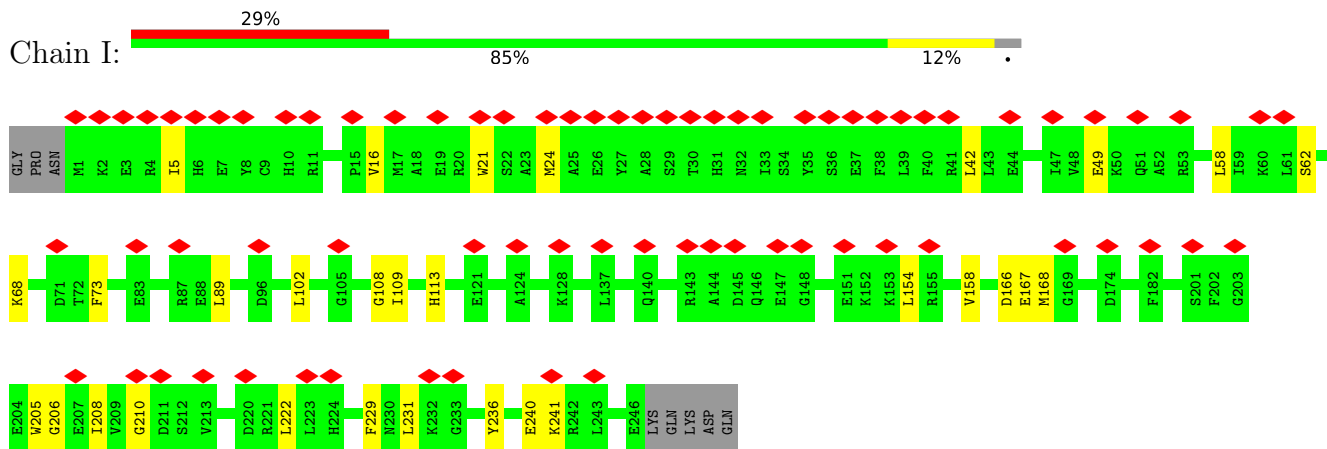 29%
Chain I:
85% 12% •
GLY PRO ASN M1 K2 E3 R4 I5 H6 E7 Y8 C9 H10 R11 P15 V16 M17 A18 E19 R20 W21 S22 A23 M24 A25 E26 Y27 A28 S29 T30 H31 N32 I33 S34 Y35 S36 E37 F38 L39 F40 R41 L42 L43 E44 I47 V48 E49 K50 Q51 A52 R53 L58 I59 K60 L61 S62
K68 D71 T72 F73 E83 R87 E88 L89 D96 L102 G105 G108 I109 H113 E121 A124 K128 L137 Q140 R143 A144 D145 Q146 E147 G148 E151 K152 K153 L154 R155 V158 D166 E167 M168 G169 D174 F182 S201 F202 G203
E204 W205 G206 E207 I208 V209 G210 D211 S212 V213 D220 R221 L222 L223 H224 F229 N230 L231 K232 G233 Y236 E240 K241 R242 L243 E246 LYS GLN LYS ASP GLN